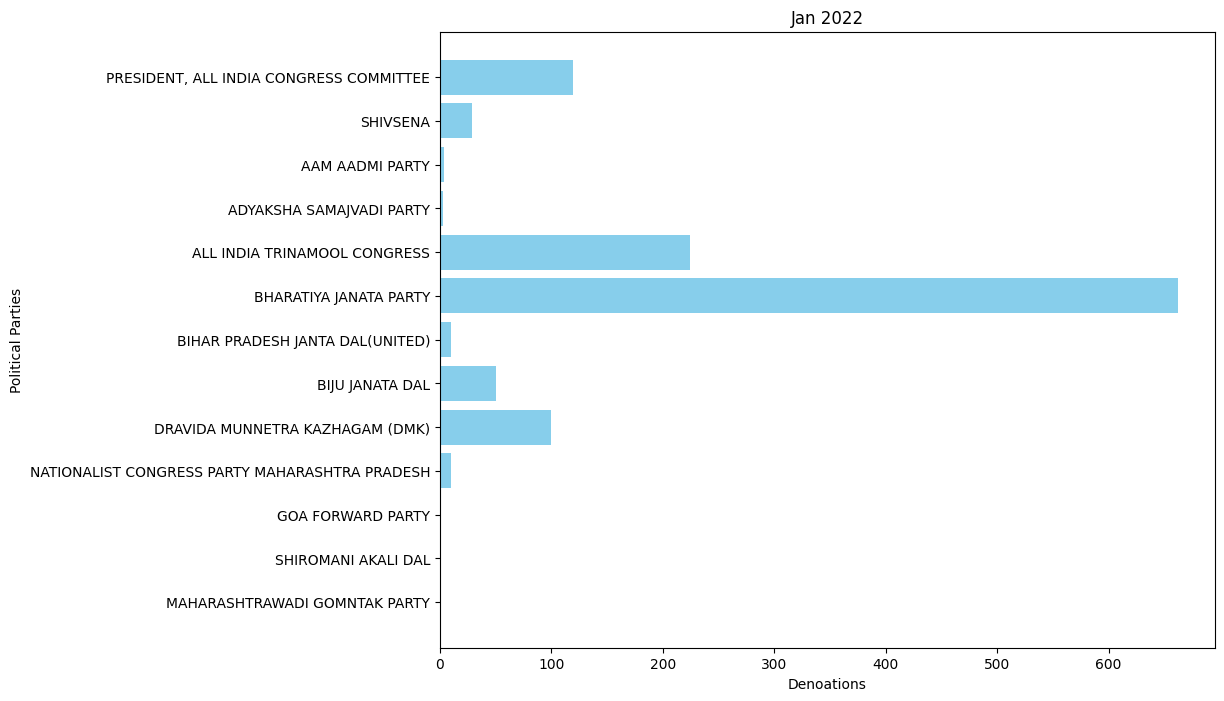 Jan 2022
Political Parties
PRESIDENT, ALL INDIA CONGRESS COMMITTEE
SHIVSENA
AAM AADMI PARTY
ADYAKSHA SAMAJVADI PARTY
ALL INDIA TRINAMOOL CONGRESS
BHARATIYA JANATA PARTY
BIHAR PRADESH JANTA DAL(UNITED)
BIJU JANATA DAL
DRAVIDA MUNNETRA KAZHAGAM (DMK)
NATIONALIST CONGRESS PARTY MAHARASHTRA PRADESH
GOA FORWARD PARTY
SHIROMANI AKALI DAL
MAHARASHTRAWADI GOMNTAK PARTY
0 100 200 300 400 500 600
Denoations